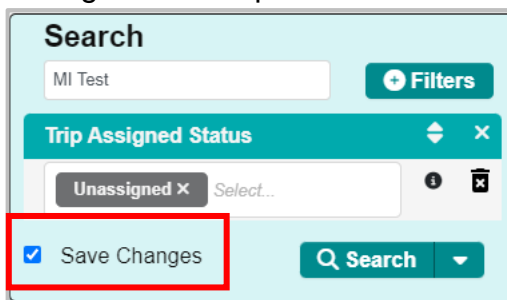 Search
MI Test
Filters
Trip Assigned Status
Unassigned × Select...
Save Changes
Search